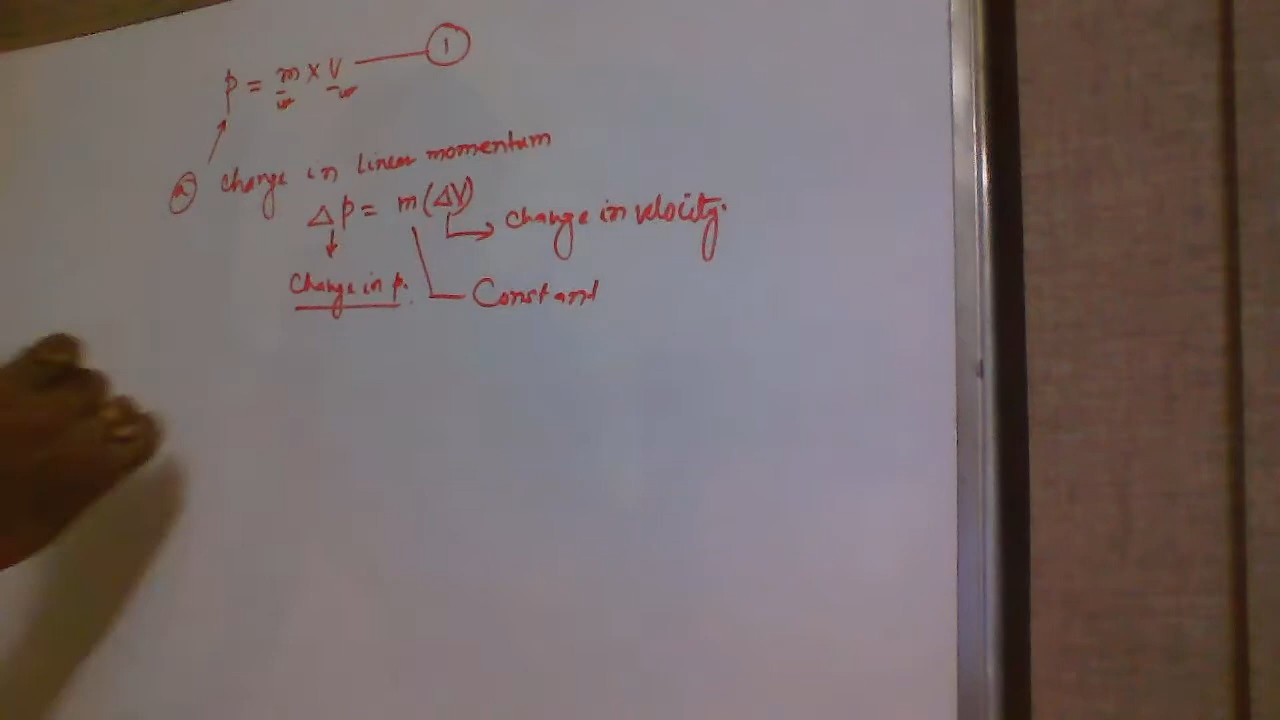 p = m × v — 1
a change in linear momentum
Δp = m(Δv)
change in velocity.
Change in p.
Constant